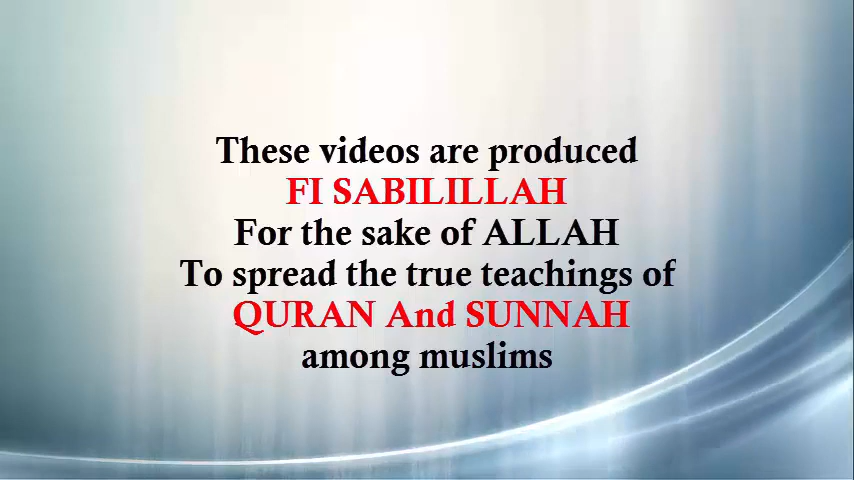 These videos are produced
FI SABILILLAH
For the sake of ALLAH
To spread the true teachings of
QURAN And SUNNAH
among muslims